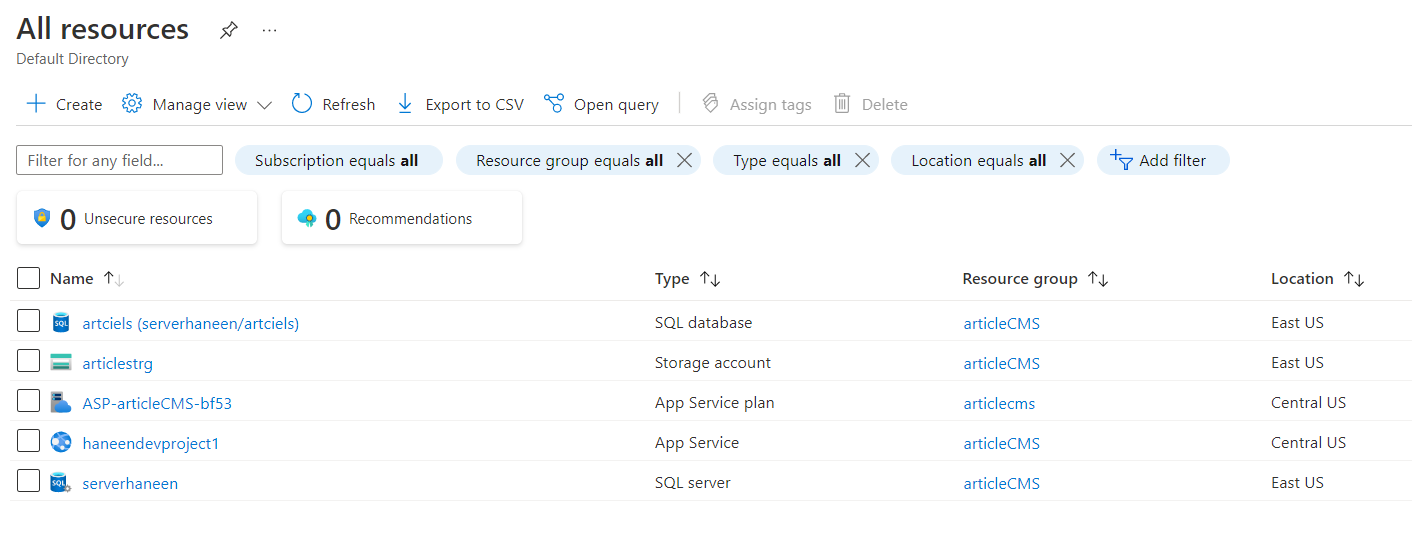 All resources
Default Directory
Create Manage view Refresh Export to CSV Open query Assign tags Delete
Filter for any field... Subscription equals all Resource group equals all Type equals all Location equals all Add filter
0 Unsecure resources 0 Recommendations
Name Type Resource group Location
SQL artciels (serverhaneen/artciels) SQL database articleCMS East US
articlestrg Storage account articleCMS East US
ASP-articleCMS-bf53 App Service plan articlecms Central US
haneendevproject1 App Service articleCMS Central US
SQL serverhaneen SQL server articleCMS East US